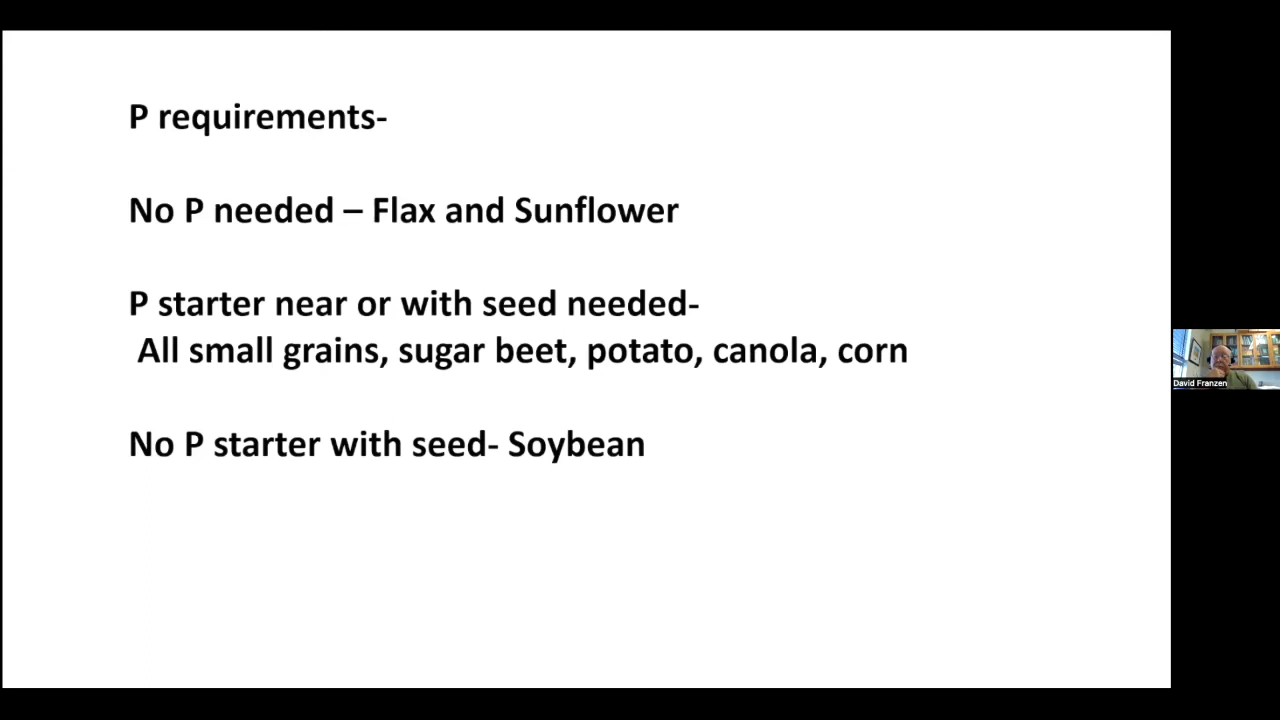 P requirements-
No P needed – Flax and Sunflower
P starter near or with seed needed-
All small grains, sugar beet, potato, canola, corn
No P starter with seed- Soybean
David Franzen